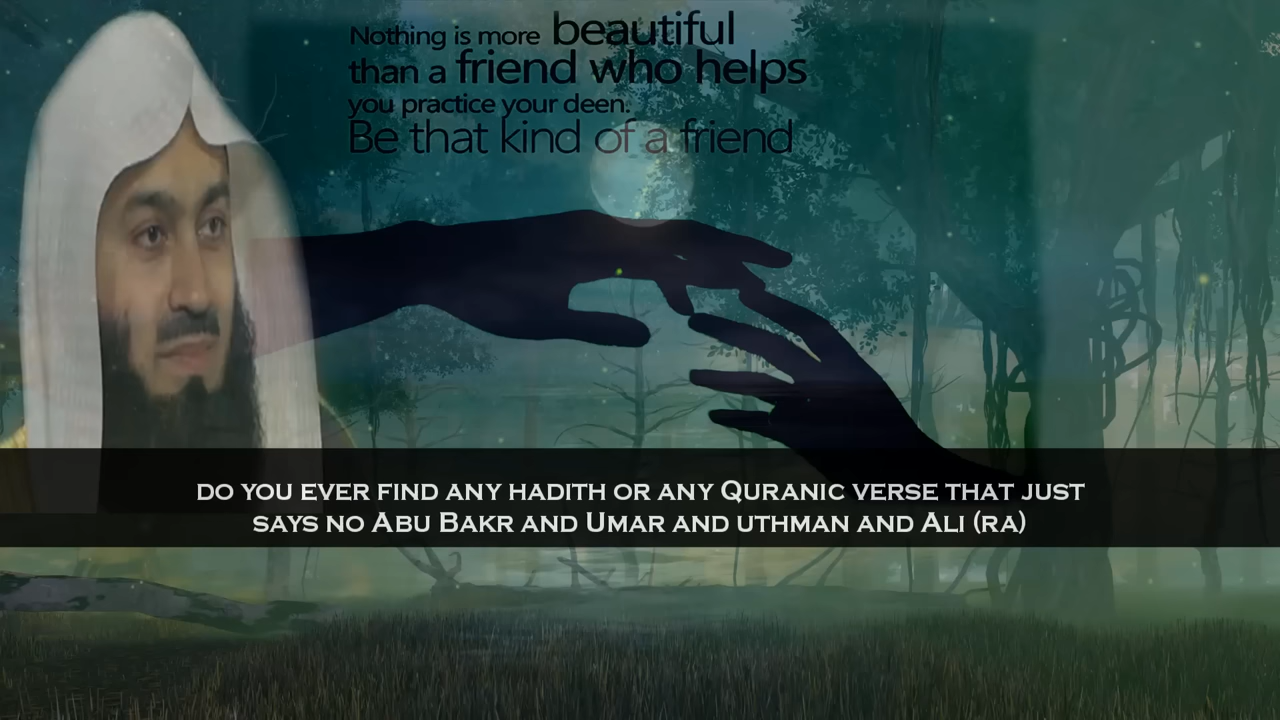 Nothing is more beautiful
than a friend who helps
you practice your deen.
Be that kind of a friend
DO YOU EVER FIND ANY HADITH OR ANY QURANIC VERSE THAT JUST
SAYS NO ABU BAKR AND UMAR AND UTHMAN AND ALI (RA)